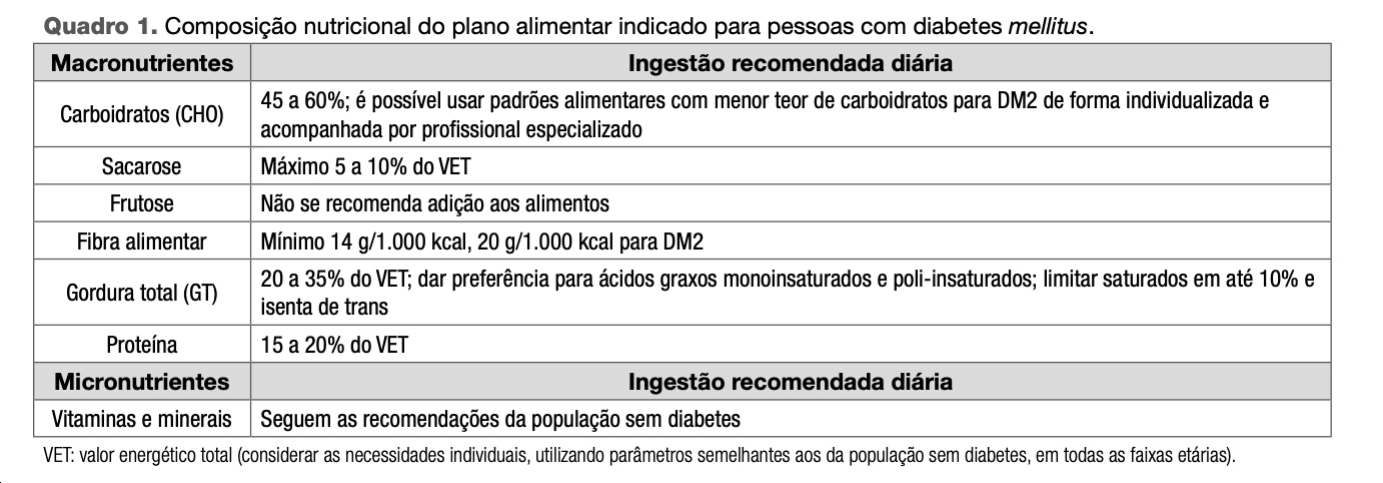 Quadro 1. Composição nutricional do plano alimentar indicado para pessoas com diabetes mellitus.
Macronutrientes Ingestão recomendada diária
Carboidratos (CHO) 45 a 60%; é possível usar padrões alimentares com menor teor de carboidratos para DM2 de forma individualizada e
acompanhada por profissional especializado
Sacarose Máximo 5 a 10% do VET
Frutose Não se recomenda adição aos alimentos
Fibra alimentar Mínimo 14 g/1.000 kcal, 20 g/1.000 kcal para DM2
Gordura total (GT) 20 a 35% do VET; dar preferência para ácidos graxos monoinsaturados e poli-insaturados; limitar saturados em até 10% e
isenta de trans
Proteína 15 a 20% do VET
Micronutrientes Ingestão recomendada diária
Vitaminas e minerais Seguem as recomendações da população sem diabetes
VET: valor energético total (considerar as necessidades individuais, utilizando parâmetros semelhantes aos da população sem diabetes, em todas as faixas etárias).